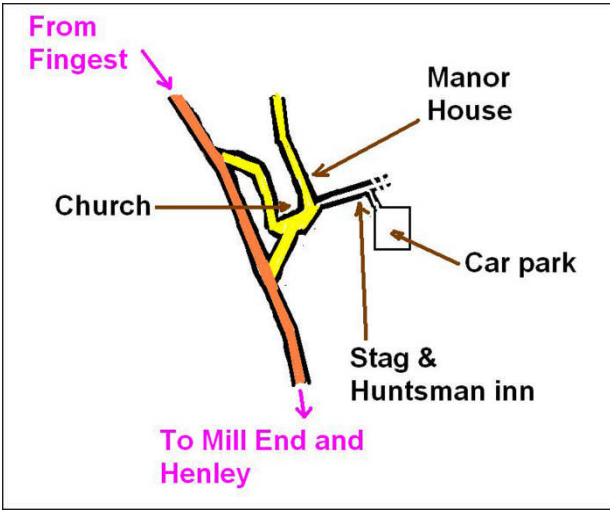 From
Fingest
Manor
House
Church
Car park
Stag &
Huntsman inn
To Mill End and
Henley